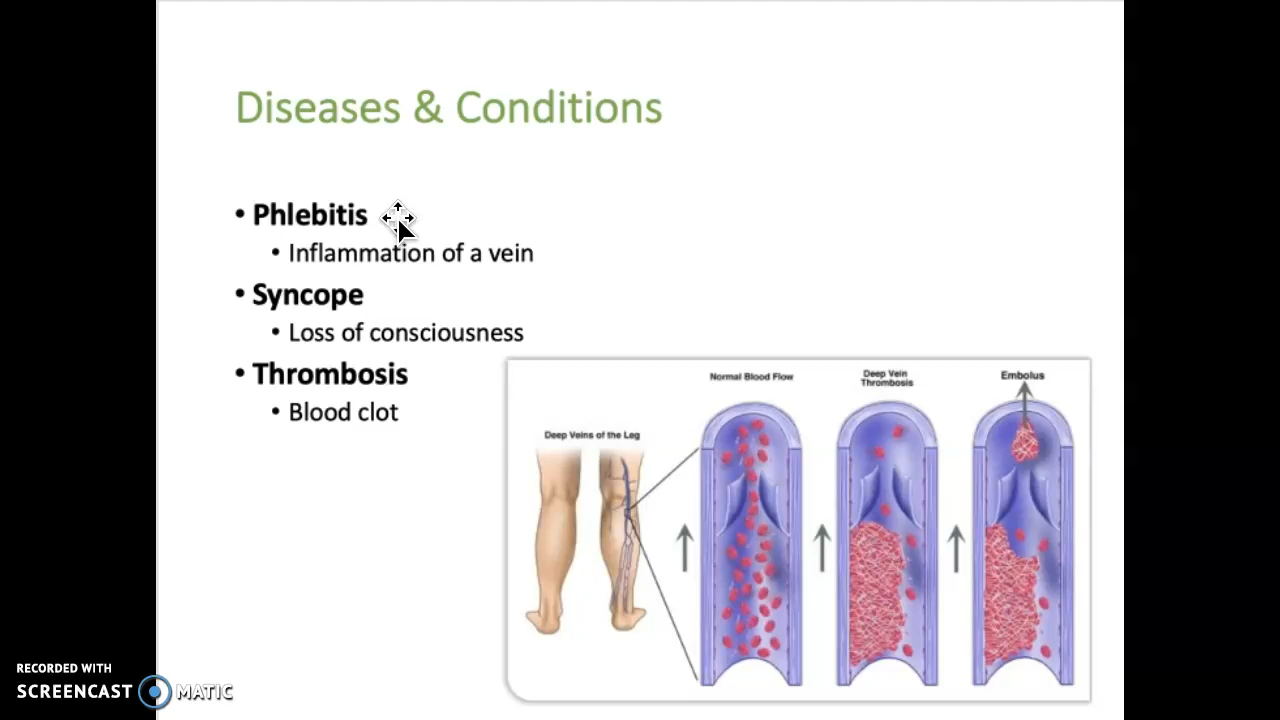 Diseases & Conditions
• Phlebitis
• Inflammation of a vein
• Syncope
• Loss of consciousness
• Thrombosis
• Blood clot
Deep Veins of the Leg
Normal Blood Flow
Deep Vein
Thrombosis
Embolus
RECORDED WITH
SCREENCAST MATIC